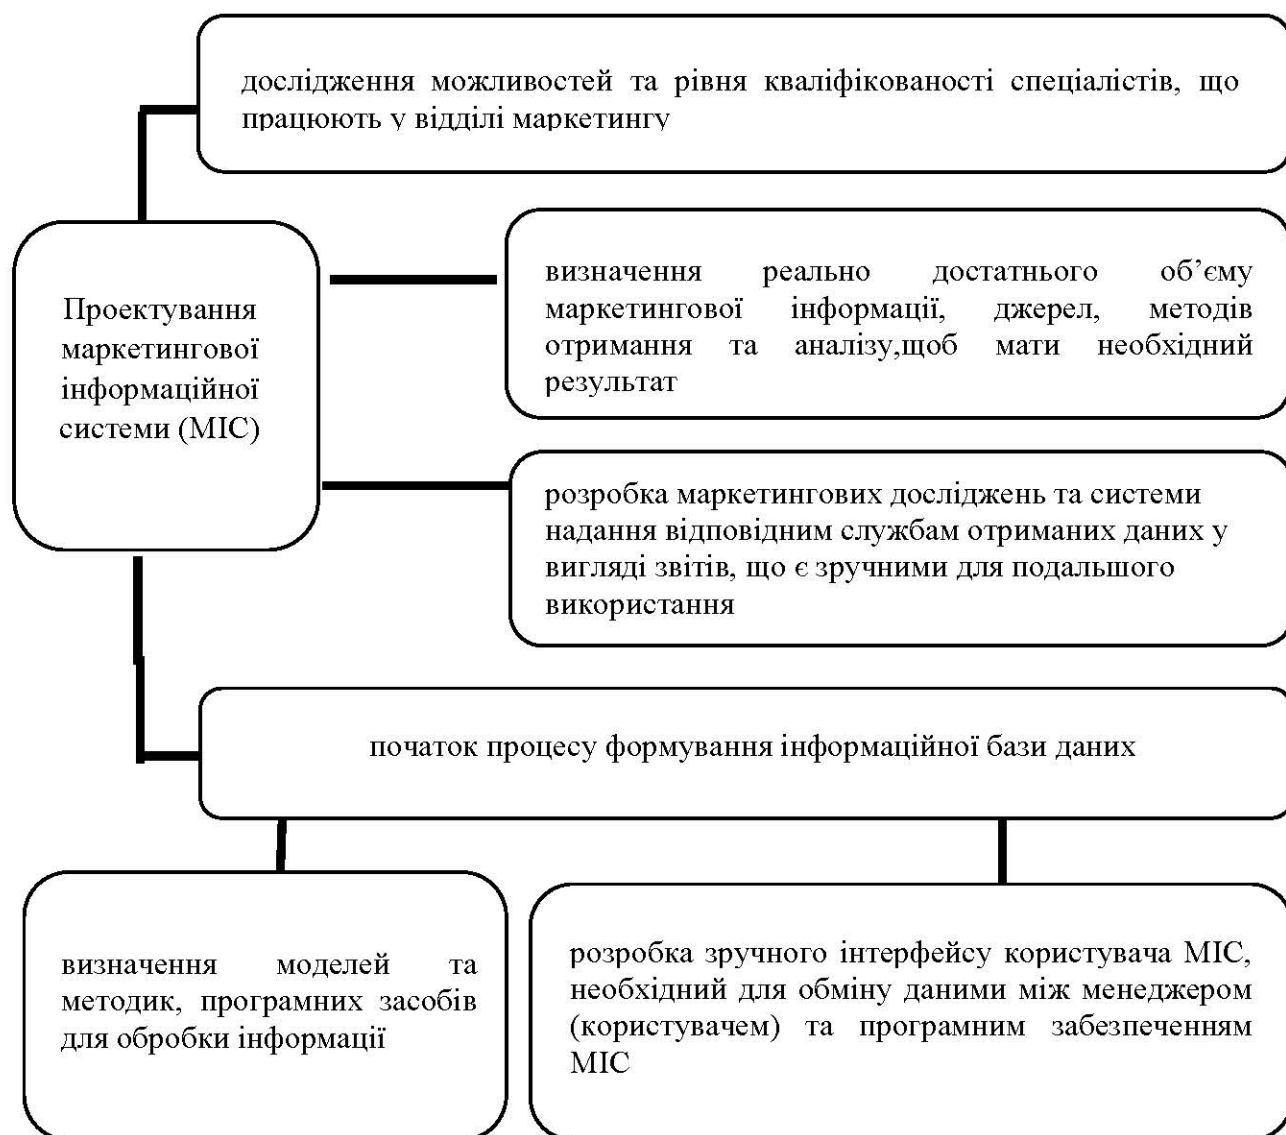 дослідження можливостей та рівня кваліфікованості спеціалістів, що
працюють у відділі маркетингу
Проектування
маркетингової
інформаційної
системи (МІС)
визначення реально достатнього об’єму
маркетингової інформації, джерел, методів
отримання та аналізу,щоб мати необхідний
результат
розробка маркетингових досліджень та системи
надання відповідним службам отриманих даних у
вигляді звітів, що є зручними для подальшого
використання
початок процесу формування інформаційної бази даних
визначення моделей та
методик, програмних засобів
для обробки інформації
розробка зручного інтерфейсу користувача МІС,
необхідний для обміну даними між менеджером
(користувачем) та програмним забезпеченням
МІС